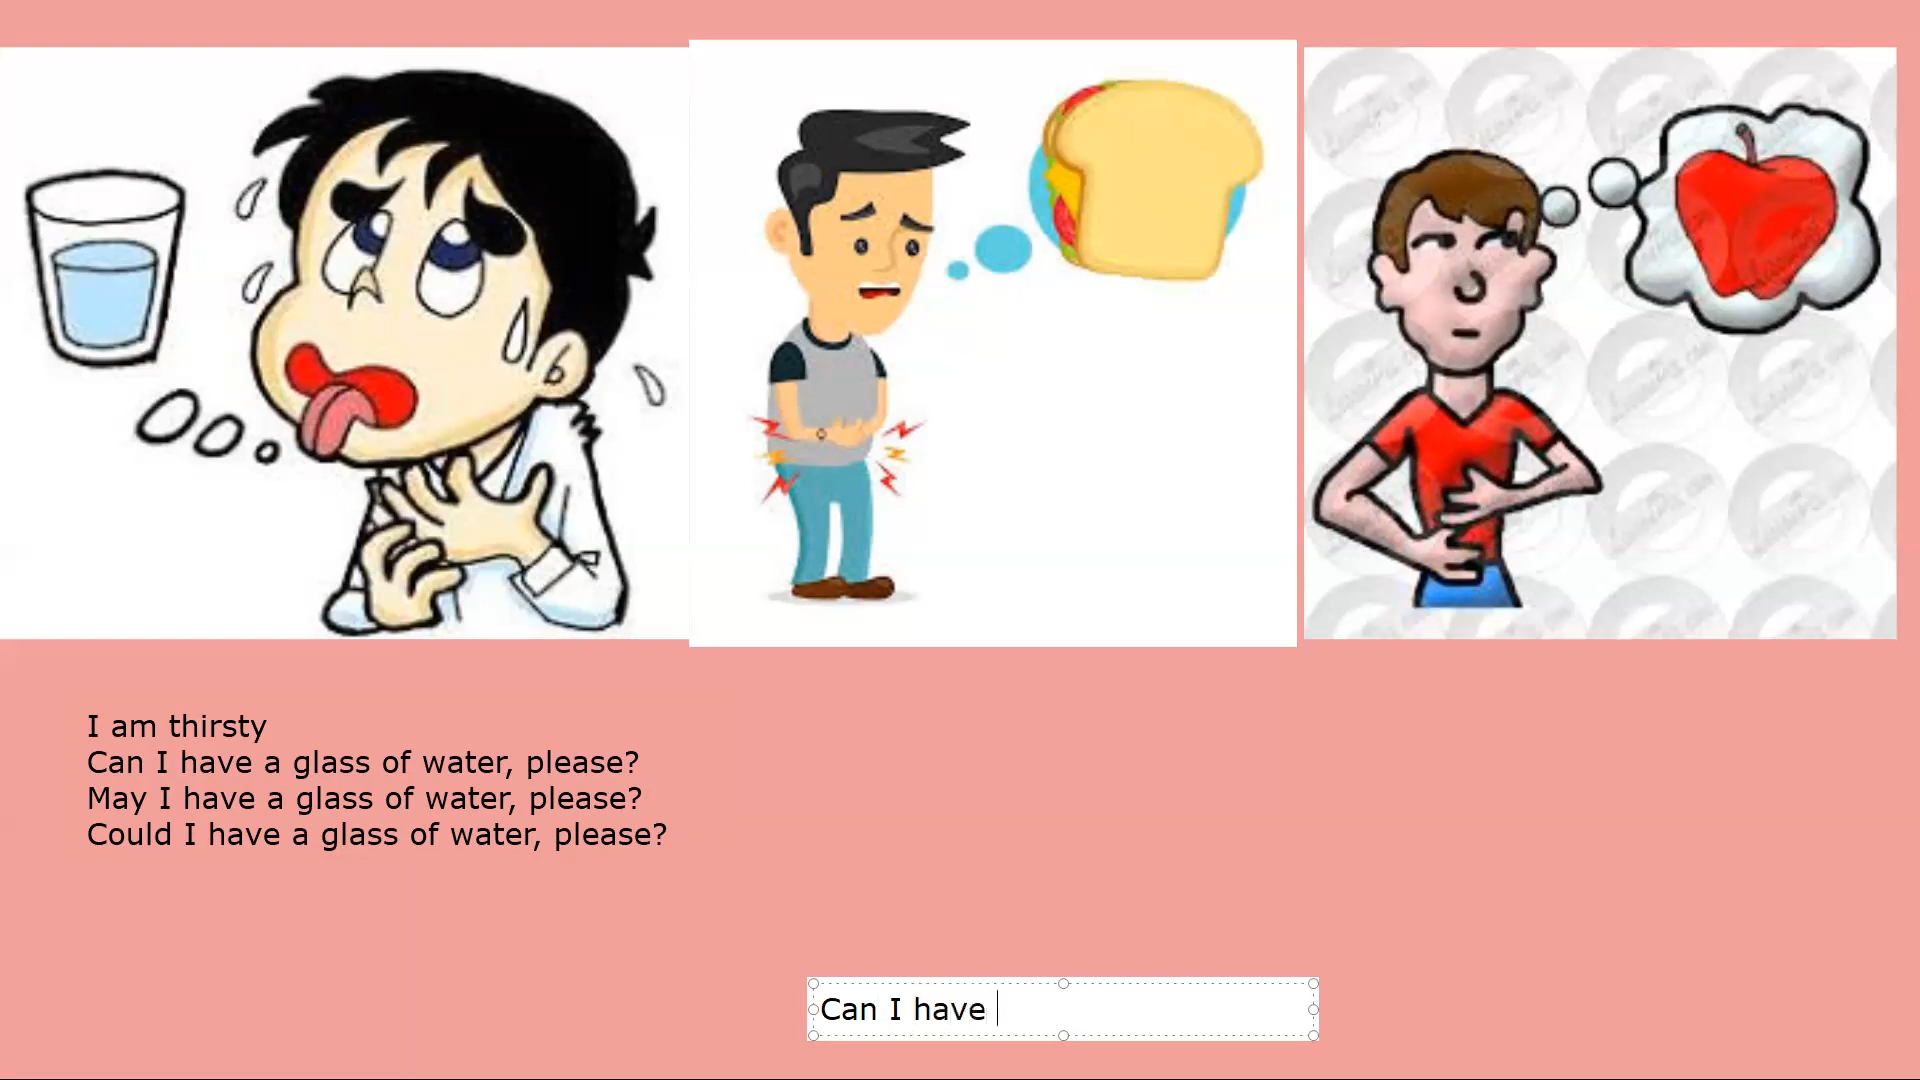 I am thirsty
Can I have a glass of water, please?
May I have a glass of water, please?
Could I have a glass of water, please?
Can I have